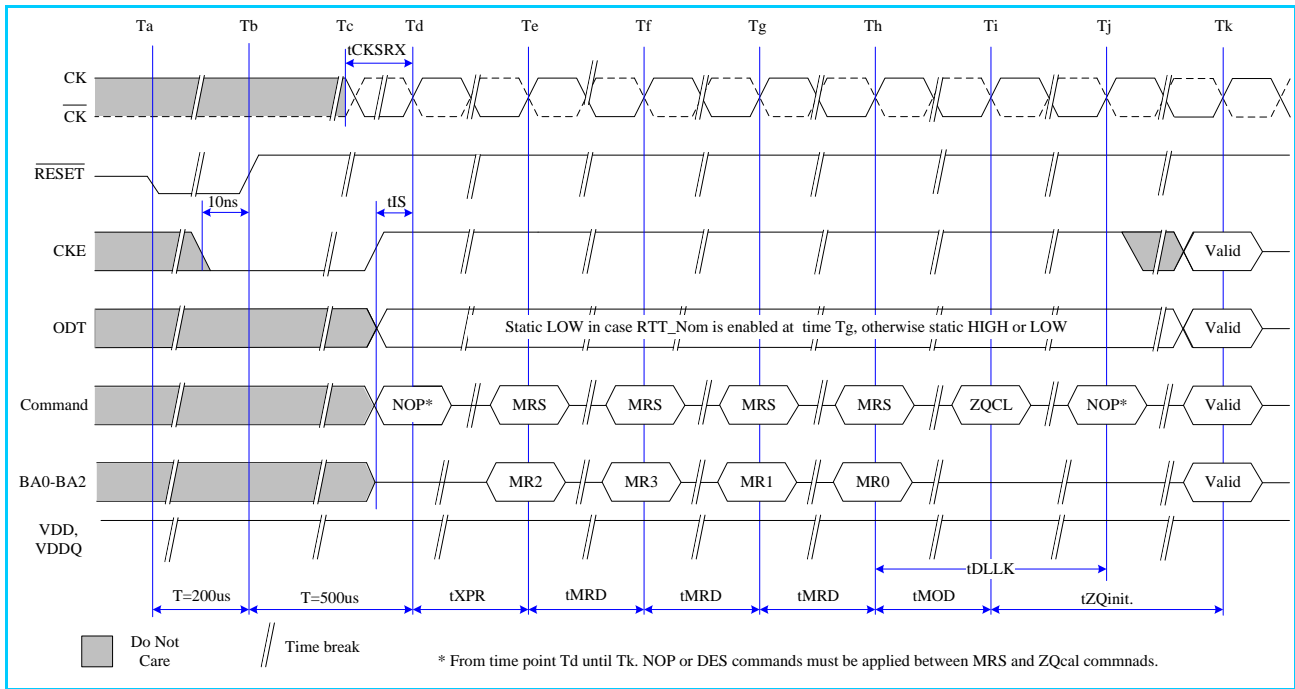 Ta Tb Tc Td Te Tf Tg Th Ti Tj Tk
tCKSRX
CK
CK
RESET
10ns
tIS
CKE
Valid
ODT
Static LOW in case RTT_Nom is enabled at time Tg, otherwise static HIGH or LOW
Valid
Command
NOP* MRS MRS MRS MRS ZQCL NOP* Valid
BA0-BA2
MR2 MR3 MR1 MR0 Valid
VDD,
VDDQ
tDLLK
T=200us T=500us tXPR tMRD tMRD tMRD tMOD tZQinit.
Do Not
Care
Time break
* From time point Td until Tk. NOP or DES commands must be applied between MRS and ZQcal commnads.